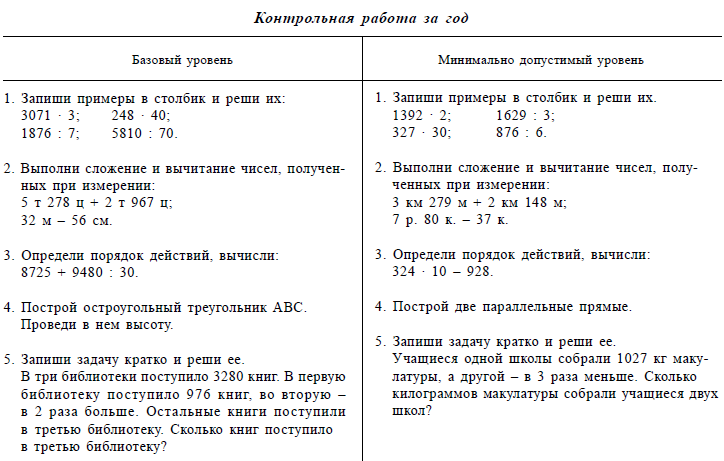 Контрольная работа за год
Базовый уровень
1. Запиши примеры в столбик и реши их:
3071 · 3; 248 · 40;
1876 : 7; 5810 : 70.
2. Выполни сложение и вычитание чисел, получен-
ных при измерении:
5 т 278 ц + 2 т 967 ц;
32 м – 56 см.
3. Определи порядок действий, вычисли:
8725 + 9480 : 30.
4. Построй остроугольный треугольник АВС.
Проведи в нем высоту.
5. Запиши задачу кратко и реши ее.
В три библиотеки поступило 3280 книг. В первую
библиотеку поступило 976 книг, во вторую –
в 2 раза больше. Остальные книги поступили
в третью библиотеку. Сколько книг поступило
в третью библиотеку?
Минимально допустимый уровень
1. Запиши примеры в столбик и реши их.
1392 · 2; 1629 : 3;
327 · 30; 876 : 6.
2. Выполни сложение и вычитание чисел, полу-
ченных при измерении:
3 км 279 м + 2 км 148 м;
7 р. 80 к. – 37 к.
3. Определи порядок действий, вычисли:
324 · 10 – 928.
4. Построй две параллельные прямые.
5. Запиши задачу кратко и реши ее.
Учащиеся одной школы собрали 1027 кг маку-
латуры, а другой – в 3 раза меньше. Сколько
килограммов макулатуры собрали учащиеся двух
школ?